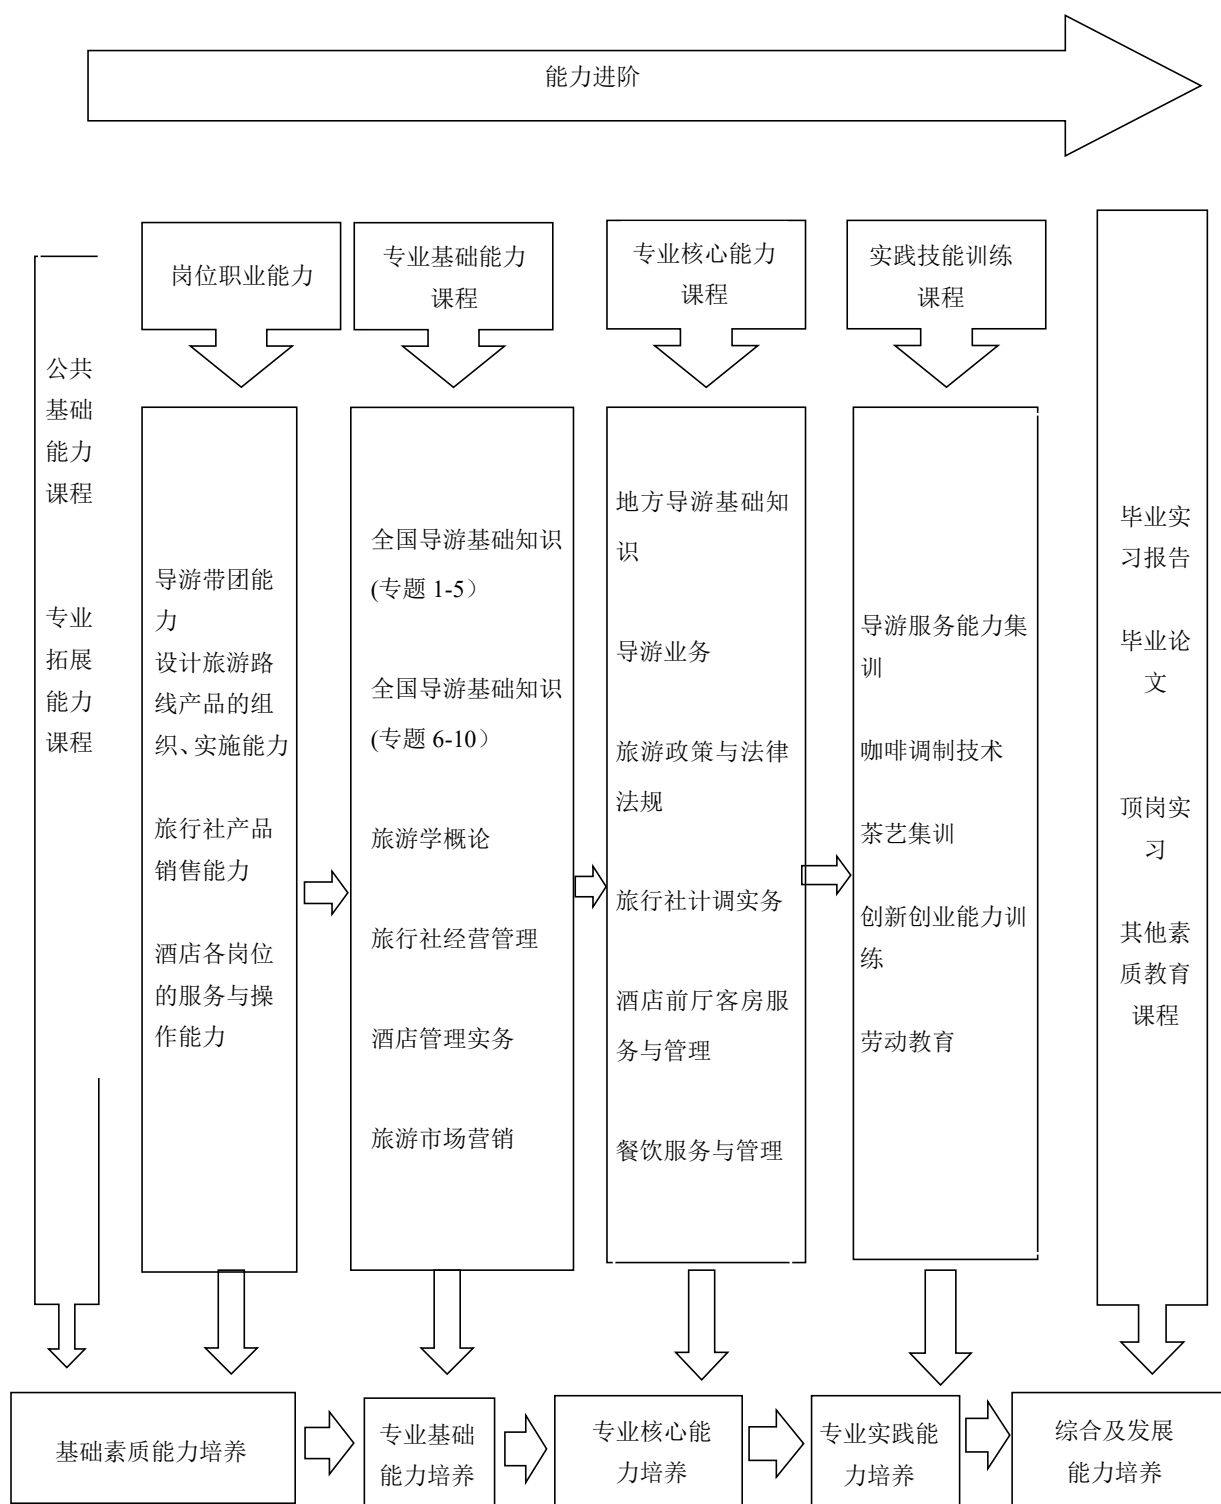 能力进阶
公共
基础
能力
课程
专业
拓展
能力
课程
岗位职业能力
导游带团能
力
设计旅游路
线产品的组
织、实施能力
旅行社产品
销售能力
酒店各岗位
的服务与操
作能力
专业基础能力
课程
全国导游基础知识
(专题 1-5）
全国导游基础知识
(专题 6-10）
旅游学概论
旅行社经营管理
酒店管理实务
旅游市场营销
专业核心能力
课程
地方导游基础知
识
导游业务
旅游政策与法律
法规
旅行社计调实务
酒店前厅客房服
务与管理
餐饮服务与管理
实践技能训练
课程
导游服务能力集
训
咖啡调制技术
茶艺集训
创新创业能力训
练
劳动教育
毕业实
习报告
毕业论
文
顶岗实
习
其他素
质教育
课程
基础素质能力培养
专业基础
能力培养
专业核心能
力培养
专业实践能
力培养
综合及发展
能力培养